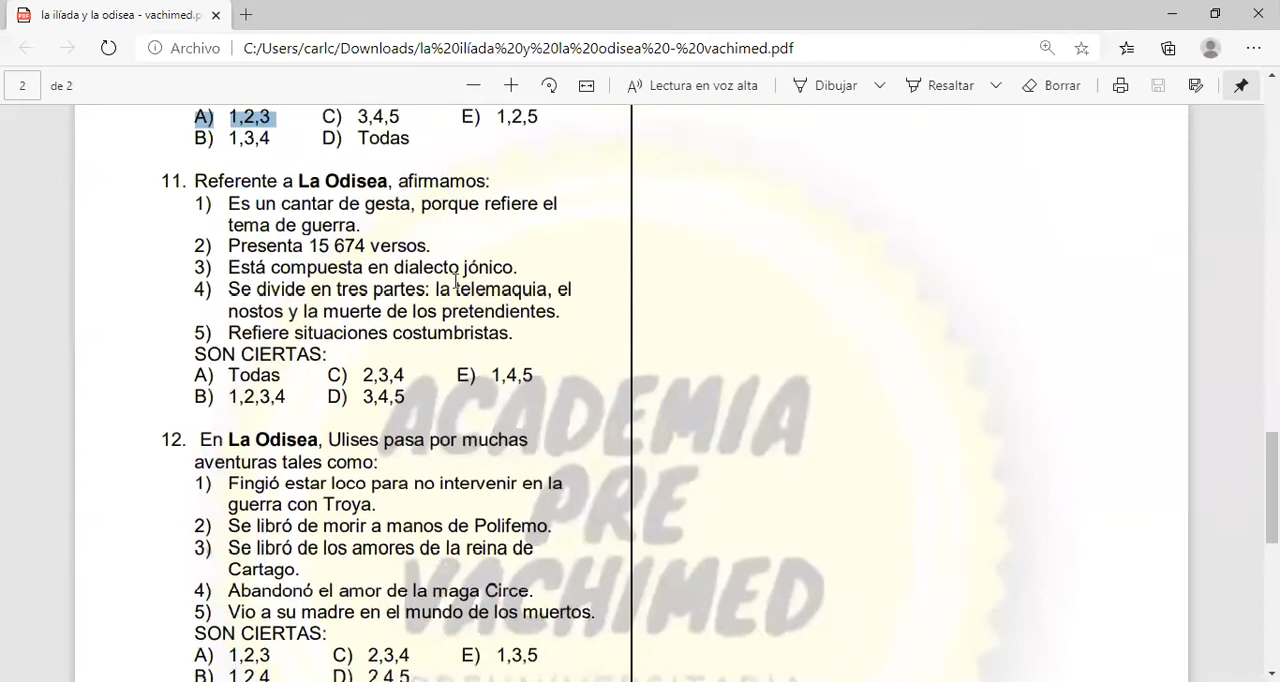 la ilíada y la odisea - vachimed.p
Archivo
C:/Users/carlc/Downloads/la%20ilíada%20y%20la%20odisea%20-%20vachimed.pdf
2
de 2
Lectura en voz alta
Dibujar
Resaltar
Borrar
A) 1,2,3 C) 3,4,5 E) 1,2,5
B) 1,3,4 D) Todas
11. Referente a La Odisea, afirmamos:
1) Es un cantar de gesta, porque refiere el
tema de guerra.
2) Presenta 15 674 versos.
3) Está compuesta en dialecto jónico.
4) Se divide en tres partes: la telemaquia, el
nostos y la muerte de los pretendientes.
5) Refiere situaciones costumbristas.
SON CIERTAS:
A) Todas C) 2,3,4 E) 1,4,5
B) 1,2,3,4 D) 3,4,5
12. En La Odisea, Ulises pasa por muchas
aventuras tales como:
1) Fingió estar loco para no intervenir en la
guerra con Troya.
2) Se libró de morir a manos de Polifemo.
3) Se libró de los amores de la reina de
Cartago.
4) Abandonó el amor de la maga Circe.
5) Vio a su madre en el mundo de los muertos.
SON CIERTAS:
A) 1,2,3 C) 2,3,4 E) 1,3,5
B) 1,2,4 D) 2,4,5
ACADEMIA
PRE
VACHIMED